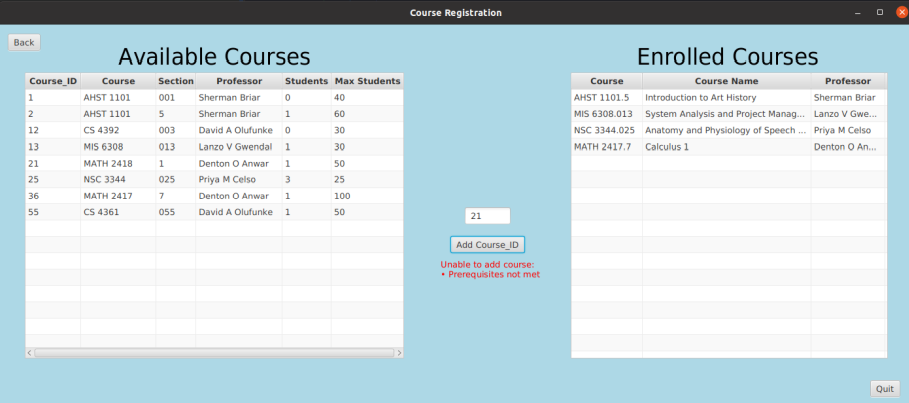 Course Registration
Back
Available Courses
Course_ID Course Section Professor Students Max Students
1 AHST 1101 001 Sherman Briar 0 40
2 AHST 1101 5 Sherman Briar 1 60
12 CS 4392 003 David A Olufunke 0 30
13 MIS 6308 013 Lanzo V Gwendal 1 30
21 MATH 2418 1 Denton O Anwar 1 50
25 NSC 3344 025 Priya M Celso 3 25
36 MATH 2417 7 Denton O Anwar 1 100
55 CS 4361 055 David A Olufunke 1 50
21
Add Course_ID
Unable to add course:
• Prerequisites not met
Enrolled Courses
Course Course Name Professor
AHST 1101.5 Introduction to Art History Sherman Briar
MIS 6308.013 System Analysis and Project Manag... Lanzo V Gwe...
NSC 3344.025 Anatomy and Physiology of Speech ... Priya M Celso
MATH 2417.7 Calculus 1 Denton O An...
Quit